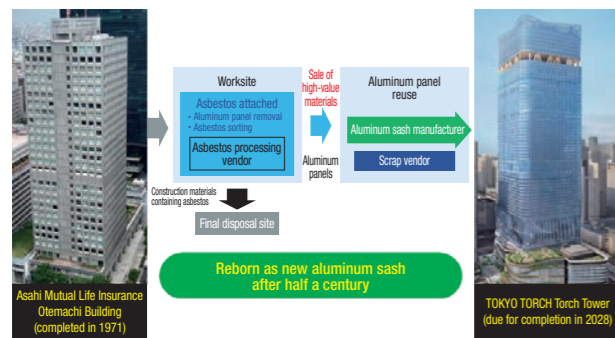 Worksite
Asbestos attached
• Aluminum panel removal
• Asbestos sorting
Asbestos processing
vendor
Construction materials
containing asbestos
Final disposal site
Sale of
high-value
materials
Aluminum
panels
Aluminum panel
reuse
Aluminum sash manufacturer
Scrap vendor
Reborn as new aluminum sash
after half a century
Asahi Mutual Life Insurance
Otemachi Building
(completed in 1971)
TOKYO TORCH Torch Tower
(due for completion in 2028)